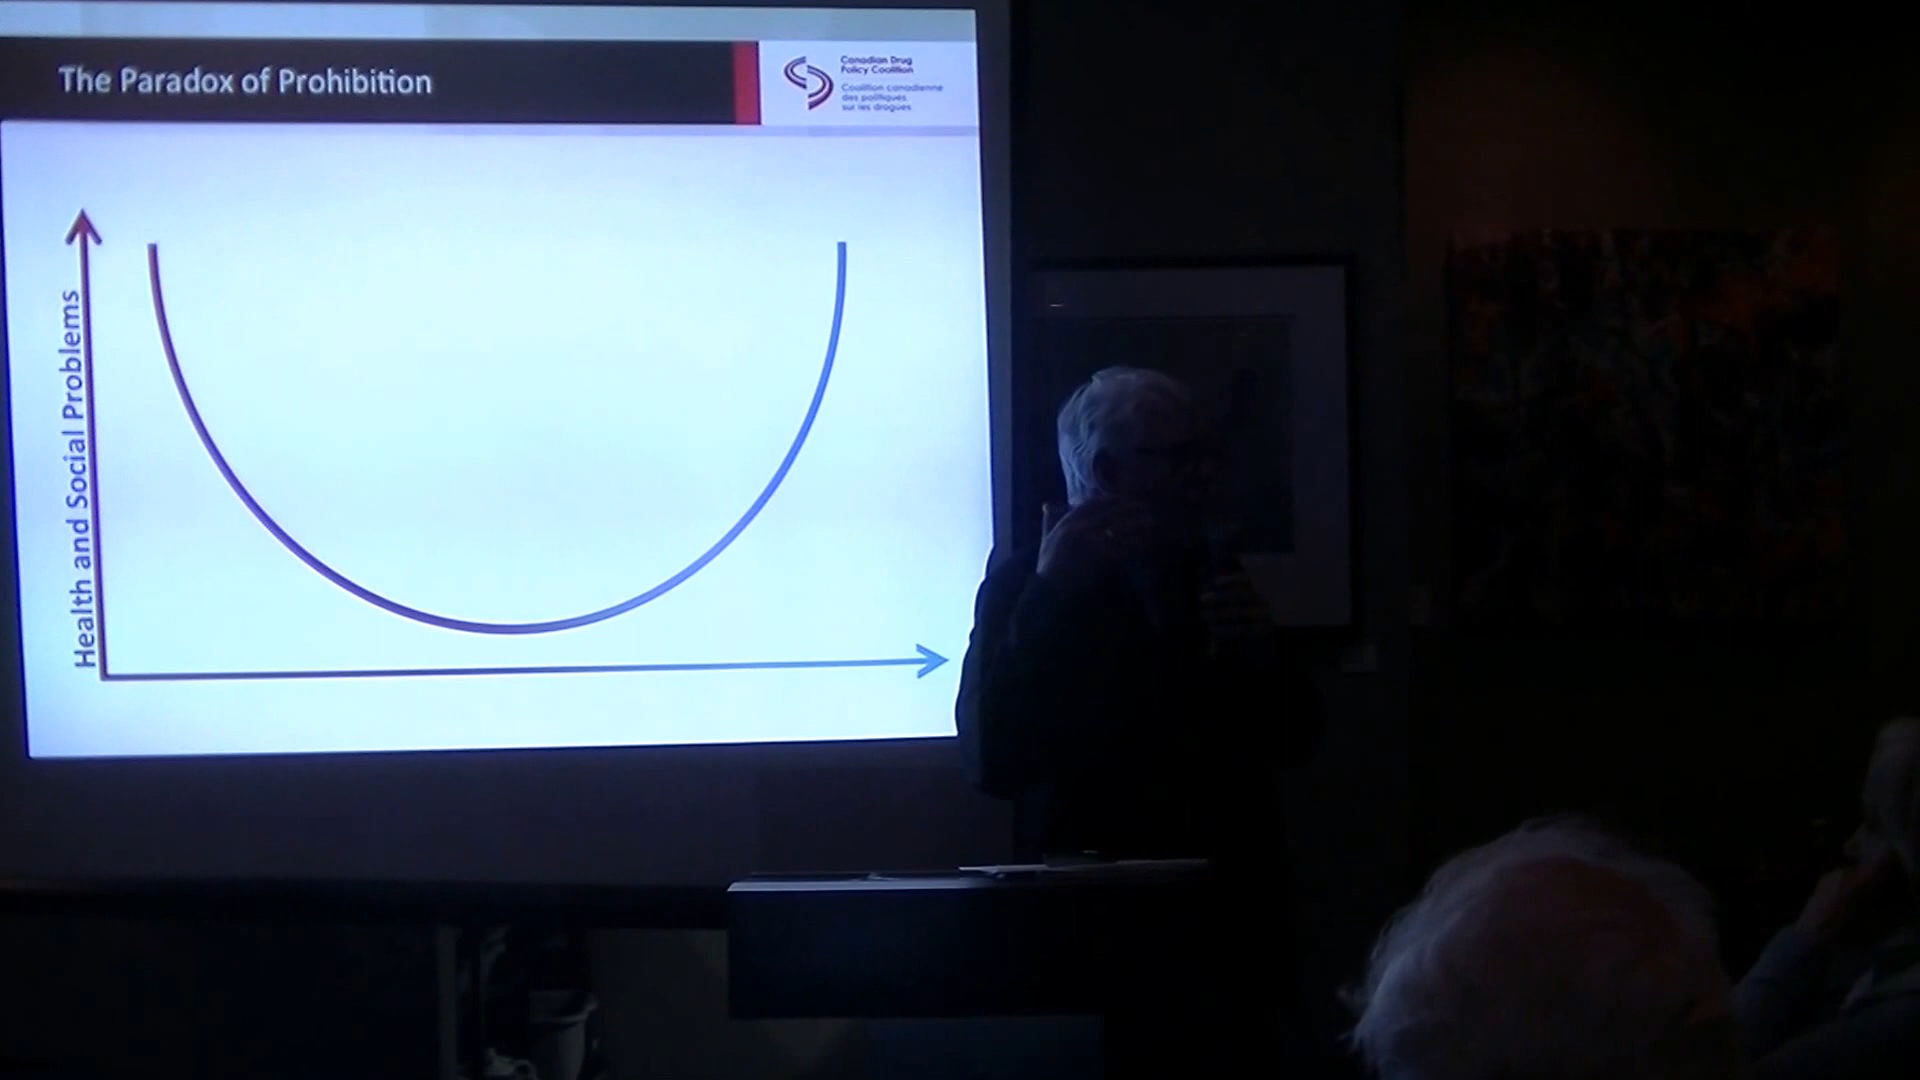 The Paradox of Prohibition
Canadian Drug
Policy Coalition
Coalition canadienne
des politiques
sur les drogues
Health and Social Problems